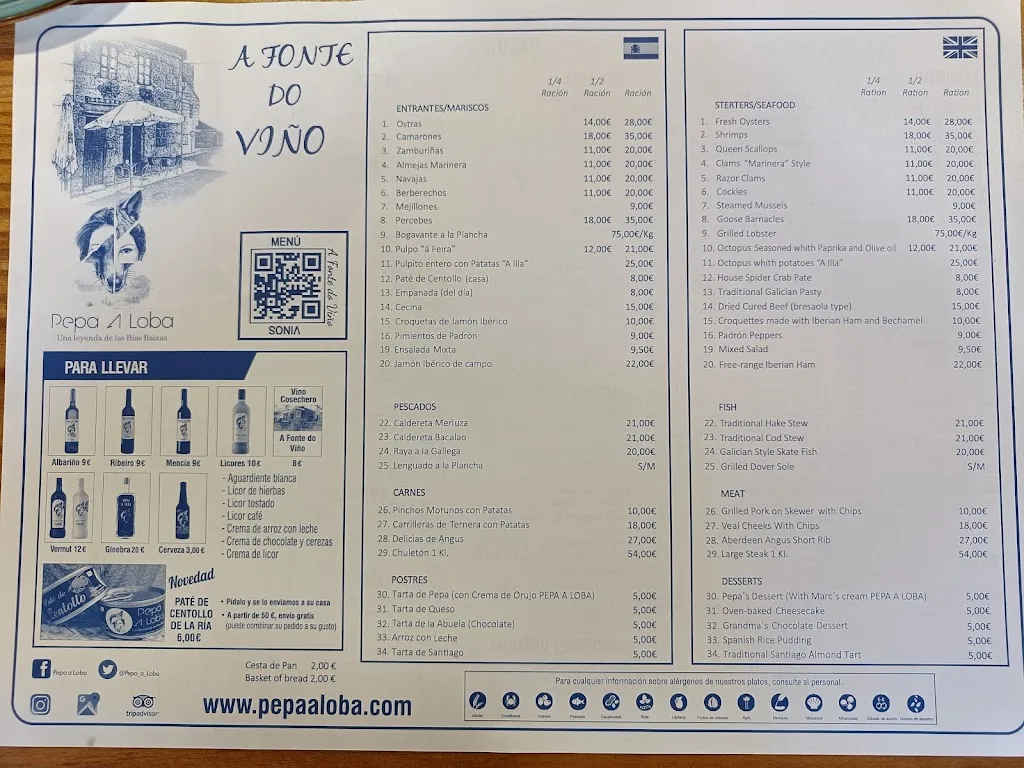 A FONTE
DO
VIÑO
Pepa A Loba
Una leyenda de las Rías Baixas
MENÚ
A Fonte do Viño
SONIA
PARA LLEVAR
Albariño 9€
Ribeiro 9€
Mencía 9€
Licores 10€
Vino
Cosechero
A Fonte do
Viño
8€
- Aguardiente blanca
- Licor de hierbas
- Licor tostado
- Licor café
- Crema de arroz con leche
- Crema de chocolate y cerezas
- Crema de licor
Vermut 12€
Ginebra 20€
Cerveza 3,00€
Paté de Centollo
Pepa A Loba
Novedad
PATÉ DE
CENTOLLO
DE LA RÍA
6,00€
• Pídalo y se lo enviamos a su casa
• A partir de 50 €, envío gratis
(puede combinar su pedido a su gusto)
Pepa a Loba
@Pepa_a_Loba
tripadvisor
Cesta de Pan 2,00 €
Basket of bread 2,00 €
www.pepaaloba.com
1/4 Ración 1/2 Ración Ración
ENTRANTES/MARISCOS
1. Ostras 14,00€ 28,00€
2. Camarones 18,00€ 35,00€
3. Zamburiñas 11,00€ 20,00€
4. Almejas Marinera 11,00€ 20,00€
5. Navajas 11,00€ 20,00€
6. Berberechos 11,00€ 20,00€
7. Mejillones 9,00€
8. Percebes 18,00€ 35,00€
9. Bogavante a la Plancha 75,00€/Kg
10. Pulpo "á Feira" 12,00€ 21,00€
11. Pulpito entero con Patatas "A Illa" 25,00€
12. Paté de Centollo (casa) 8,00€
13. Empanada (del día) 8,00€
14. Cecina 15,00€
15. Croquetas de Jamón Ibérico 10,00€
16. Pimientos de Padrón 9,00€
19. Ensalada Mixta 9,50€
20. Jamón Ibérico de campo 22,00€
PESCADOS
22. Caldereta Merluza 21,00€
23. Caldereta Bacalao 21,00€
24. Raya a la Gallega 20,00€
25. Lenguado a la Plancha S/M
CARNES
26. Pinchos Morunos con Patatas 10,00€
27. Carrilleras de Ternera con Patatas 18,00€
28. Delicias de Angus 27,00€
29. Chuletón 1 Kl. 54,00€
POSTRES
30. Tarta de Pepa (con Crema de Orujo PEPA A LOBA) 5,00€
31. Tarta de Queso 5,00€
32. Tarta de la Abuela (Chocolate) 5,00€
33. Arroz con Leche 5,00€
34. Tarta de Santiago 5,00€
1/4 Ration 1/2 Ration Ration
STERTERS/SEAFOOD
1. Fresh Oysters 14,00€ 28,00€
2. Shrimps 18,00€ 35,00€
3. Queen Scallops 11,00€ 20,00€
4. Clams "Marinera" Style 11,00€ 20,00€
5. Razor Clams 11,00€ 20,00€
6. Cockles 11,00€ 20,00€
7. Steamed Mussels 9,00€
8. Goose Barnacles 18,00€ 35,00€
9. Grilled Lobster 75,00€/Kg
10. Octopus Seasoned whith Paprika and Olive oil 12,00€ 21,00€
11. Octopus whith potatoes "A Illa" 25,00€
12. House Spider Crab Pate 8,00€
13. Traditional Galician Pasty 8,00€
14. Dried Cured Beef (bresaola type) 15,00€
15. Croquettes made with Iberian Ham and Bechamel 10,00€
16. Padrón Peppers 9,00€
19. Mixed Salad 9,50€
20. Free-range Iberian Ham 22,00€
FISH
22. Traditional Hake Stew 21,00€
23. Traditional Cod Stew 21,00€
24. Galician Style Skate Fish 20,00€
25. Grilled Dover Sole S/M
MEAT
26. Grilled Pork on Skewer with Chips 10,00€
27. Veal Cheeks With Chips 18,00€
28. Aberdeen Angus Short Rib 27,00€
29. Large Steak 1 Kl. 54,00€
DESSERTS
30. Pepa´s Dessert (With Marc´s cream PEPA A LOBA) 5,00€
31. Oven-baked Cheesecake 5,00€
32. Grandma´s Chocolate Dessert 5,00€
33. Spanish Rice Pudding 5,00€
34. Traditional Santiago Almond Tart 5,00€
Para cualquier información sobre alérgenos de nuestros platos, consulte al personal.